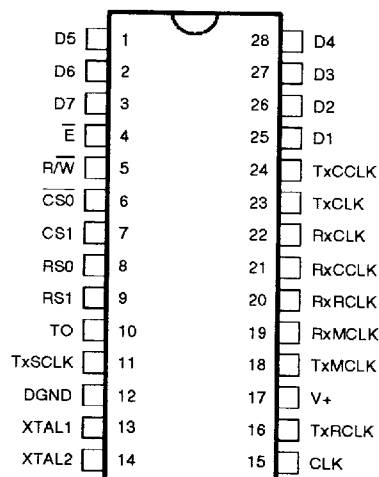 D5 1 28 D4
D6 2 27 D3
D7 3 26 D2
E̅ 4 25 D1
R/W̅ 5 24 TxCCLK
C̅S̅0̅ 6 23 TxCLK
CS1 7 22 RxCLK
RS0 8 21 RxCCLK
RS1 9 20 RxRCLK
TO 10 19 RxMCLK
TxSCLK 11 18 TxMCLK
DGND 12 17 V+
XTAL1 13 16 TxRCLK
XTAL2 14 15 CLK